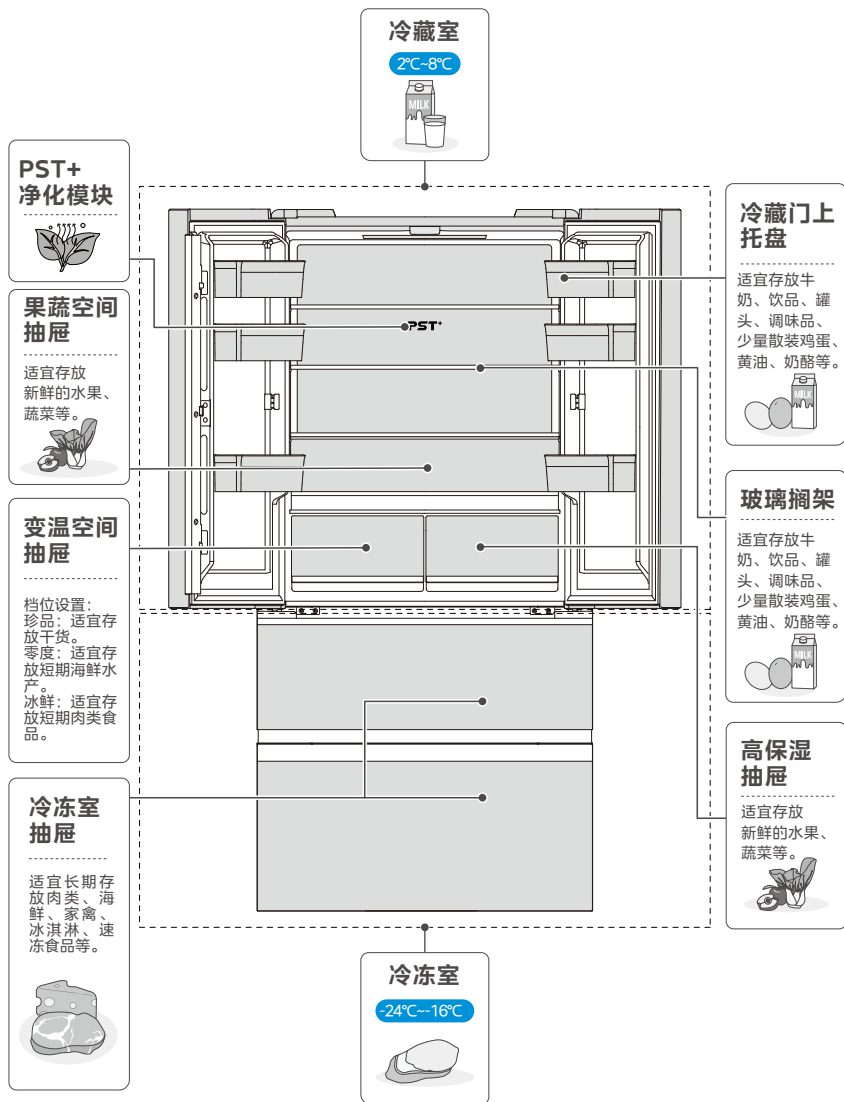 冷藏室
2℃~8℃
MILK
PST+
净化模块
果蔬空间
抽屉
适宜存放
新鲜的水果、
蔬菜等。
变温空间
抽屉
档位设置：
珍品：适宜存
放干货。
零度：适宜存
放短期海鲜水
产。
冰鲜：适宜存
放短期肉类食
品。
冷冻室
抽屉
适宜长期存
放肉类、海
鲜、家禽、
冰淇淋、速
冻食品等。
PST+
冷藏门上
托盘
适宜存放牛
奶、饮品、罐
头、调味品、
少量散装鸡蛋、
黄油、奶酪等。
MILK
玻璃搁架
适宜存放牛
奶、饮品、罐
头、调味品、
少量散装鸡蛋、
黄油、奶酪等。
MILK
高保湿
抽屉
适宜存放
新鲜的水果、
蔬菜等。
冷冻室
-24℃~-16℃